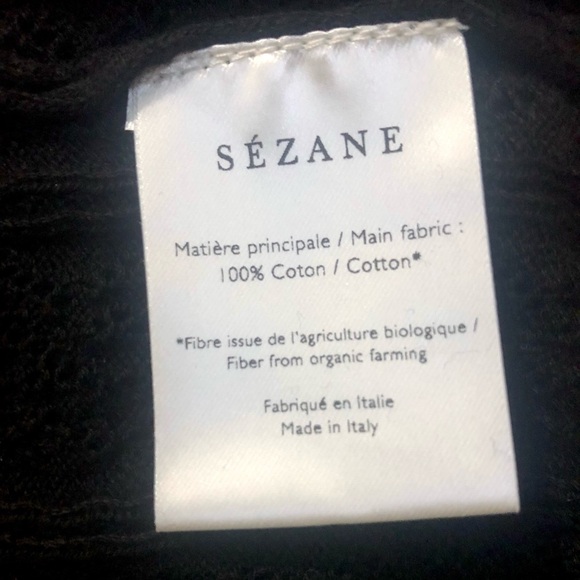 SÉZANE
Matière principale / Main fabric :
100% Coton / Cotton*
*Fibre issue de l'agriculture biologique /
Fiber from organic farming
Fabriqué en Italie
Made in Italy